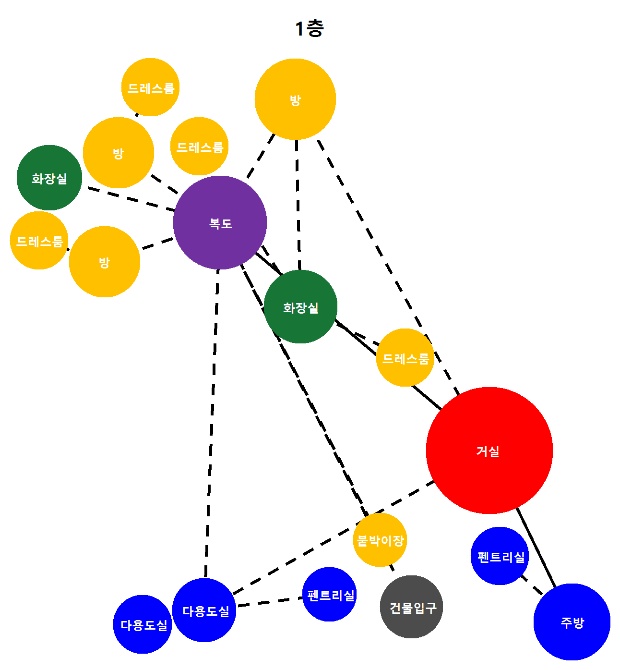 1층
드레스룸
방
방
드레스룸
화장실
복도
드레스룸
방
화장실
드레스룸
거실
붙박이장
펜트리실
펜트리실
건물입구
다용도실
다용도실
주방